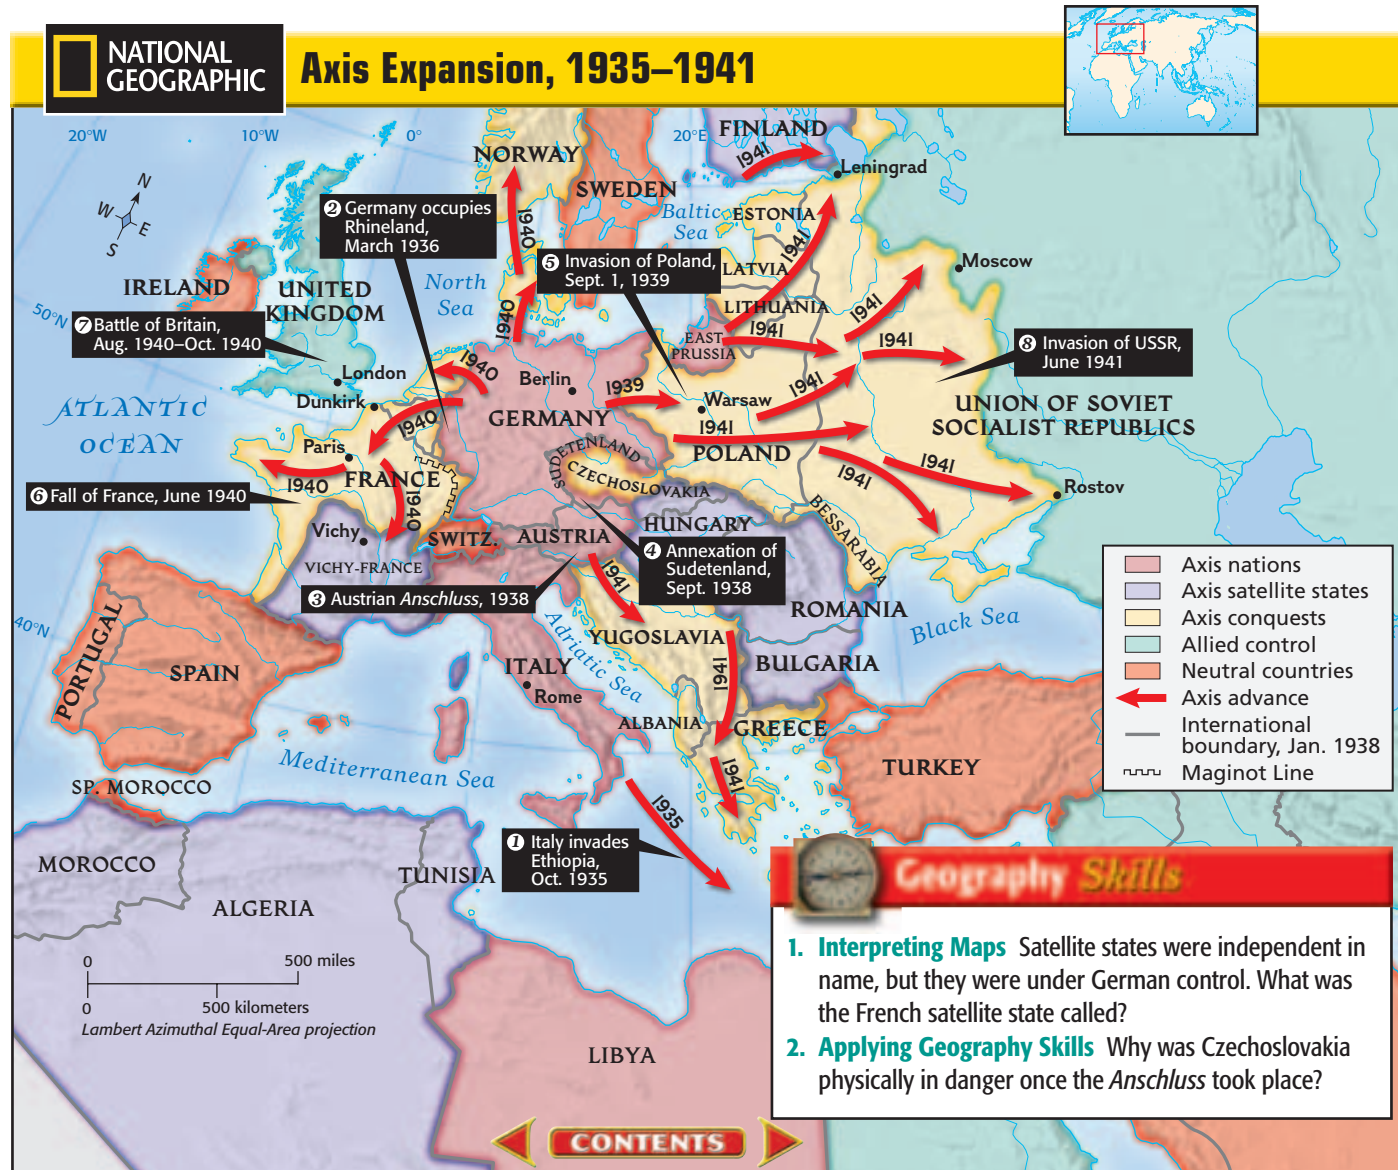 NATIONAL
GEOGRAPHIC
Axis Expansion, 1935–1941
20°W
10°W
0°
20°E
50°N
40°N
N
W
E
S
FINLAND
1941
Leningrad
NORWAY
SWEDEN
Baltic
Sea
ESTONIA
1941
LATVIA
LITHUANIA
Moscow
1941
❷ Germany occupies
Rhineland,
March 1936
1940
North
Sea
1940
❺ Invasion of Poland,
Sept. 1, 1939
IRELAND
UNITED
KINGDOM
❼ Battle of Britain,
Aug. 1940–Oct. 1940
EAST
PRUSSIA
1941
1941
❽ Invasion of USSR,
June 1941
London
Dunkirk
1940
Berlin
1939
Warsaw
1941
ATLANTIC
OCEAN
1940
GERMANY
1941
POLAND
UNION OF SOVIET
SOCIALIST REPUBLICS
Paris
FRANCE
1940
1940
SUDETENLAND
CZECHOSLOVAKIA
1941
1941
Rostov
❻ Fall of France, June 1940
Vichy
VICHY-FRANCE
SWITZ.
AUSTRIA
HUNGARY
BESSARABIA
❹ Annexation of
Sudetenland,
Sept. 1938
❸ Austrian Anschluss, 1938
1941
ROMANIA
Black Sea
PORTUGAL
SPAIN
ITALY
Rome
Adriatic Sea
YUGOSLAVIA
1941
BULGARIA
ALBANIA
GREECE
1941
TURKEY
Mediterranean Sea
SP. MOROCCO
1935
❶ Italy invades
Ethiopia,
Oct. 1935
MOROCCO
ALGERIA
TUNISIA
LIBYA
0
500 miles
0
500 kilometers
Lambert Azimuthal Equal-Area projection
Axis nations
Axis satellite states
Axis conquests
Allied control
Neutral countries
Axis advance
International
boundary, Jan. 1938
Maginot Line
Geography Skills
1. Interpreting Maps Satellite states were independent in
name, but they were under German control. What was
the French satellite state called?
2. Applying Geography Skills Why was Czechoslovakia
physically in danger once the Anschluss took place?
CONTENTS